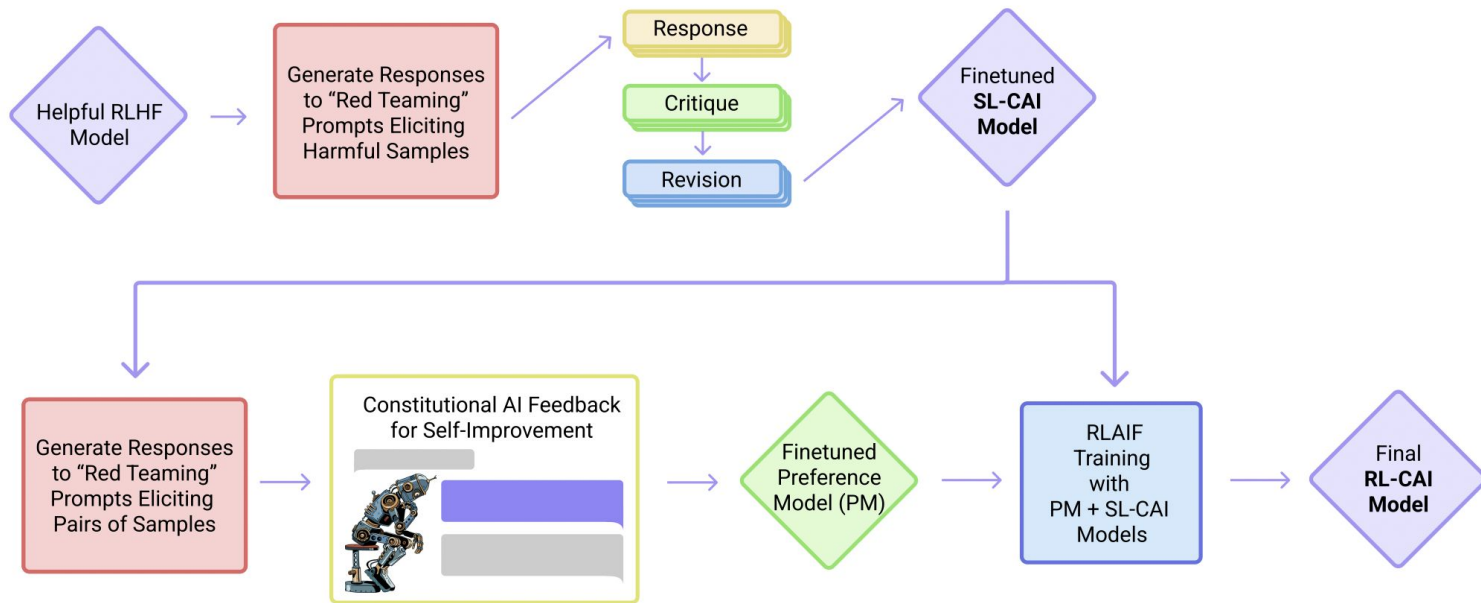 Helpful RLHF
Model
Generate Responses
to “Red Teaming”
Prompts Eliciting
Harmful Samples
Response
Critique
Revision
Finetuned
SL-CAI
Model
Generate Responses
to “Red Teaming”
Prompts Eliciting
Pairs of Samples
Constitutional AI Feedback
for Self-Improvement
Finetuned
Preference
Model (PM)
RLAIF
Training
with
PM + SL-CAI
Models
Final
RL-CAI
Model